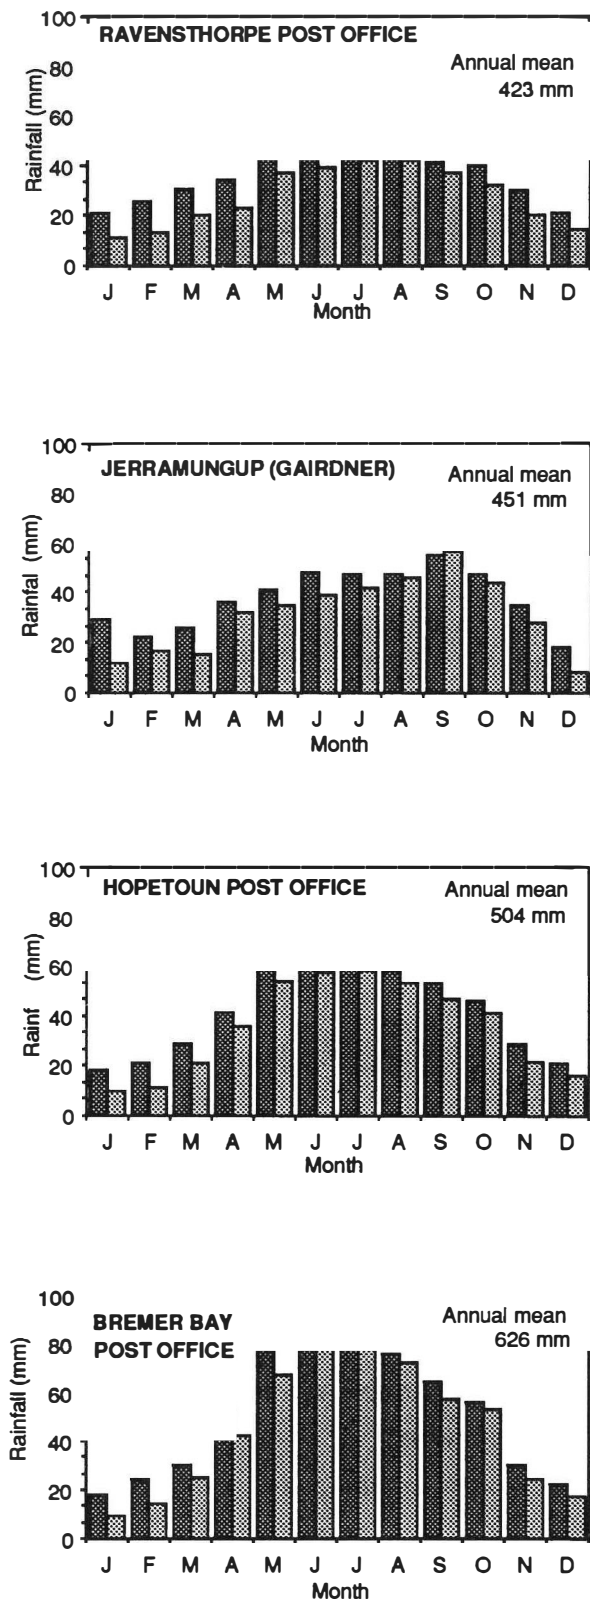 100
RAVENSTHORPE POST OFFICE
80
Annual mean
423 mm
60
40
20
0
Rainfall (mm)
J F M A M J J A S O N D
Month
100
JERRAMUNGUP (GAIRDNER)
80
Annual mean
451 mm
60
40
20
0
Rainfal (mm)
J F M A M J J A S O N D
Month
100
HOPETOUN POST OFFICE
80
Annual mean
504 mm
60
40
20
0
Rainf (mm)
J F M A M J J A S O N D
Month
100
BREMER BAY
POST OFFICE
80
Annual mean
626 mm
60
40
20
0
Rainfall (mm)
J F M A M J J A S O N D
Month